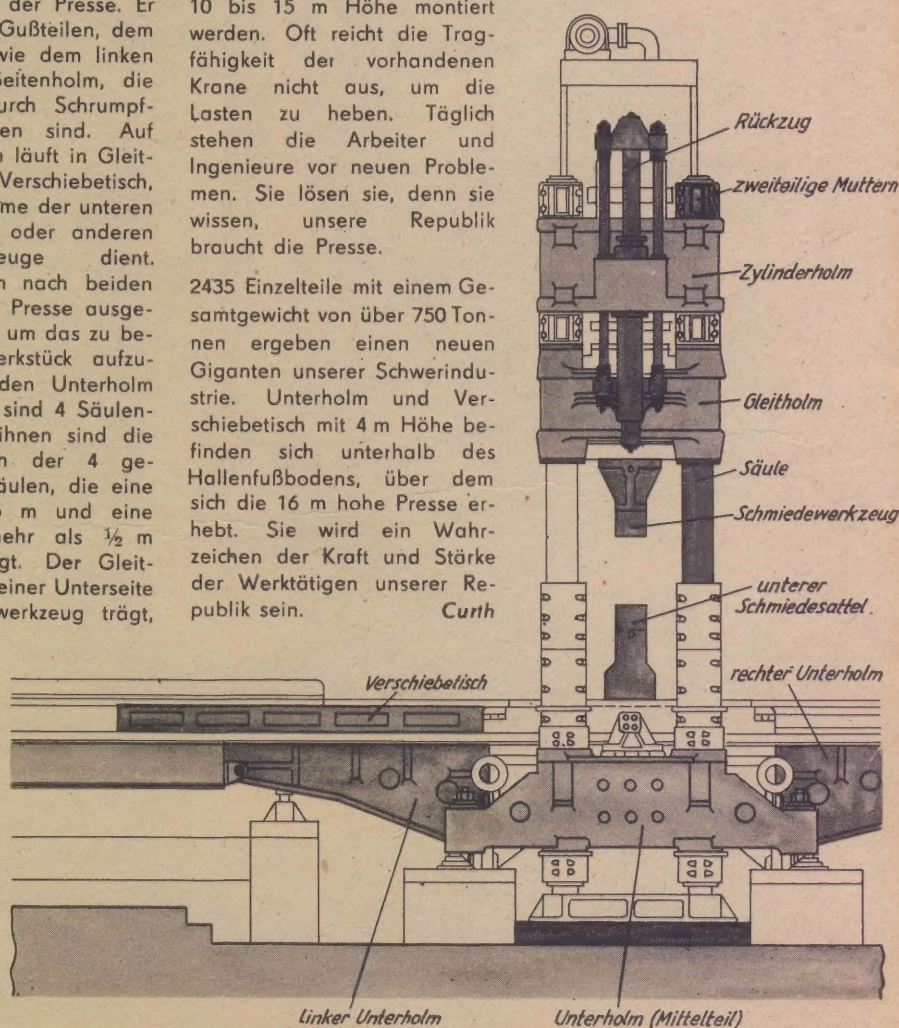 der Presse. Er
Gußteilen, dem
wie dem linken
Seitenholm, die
durch Schrumpf-
en sind. Auf
n läuft in Gleit-
Verschiebetisch,
me der unteren
oder anderen
euge dient.
n nach beiden
Presse ausge-
um das zu be-
erkstück aufzu-
den Unterholm
sind 4 Säulen-
ihnen sind die
n der 4 ge-
äulen, die eine
m und eine
mehr als ½ m
gt. Der Gleit-
einer Unterseite
werkzeug trägt,
10 bis 15 m Höhe montiert
werden. Oft reicht die Trag-
fähigkeit der vorhandenen
Krane nicht aus, um die
Lasten zu heben. Täglich
stehen die Arbeiter und
Ingenieure vor neuen Proble-
men. Sie lösen sie, denn sie
wissen, unsere Republik
braucht die Presse.
2435 Einzelteile mit einem Ge-
samtgewicht von über 750 Ton-
nen ergeben einen neuen
Giganten unserer Schwerindu-
strie. Unterholm und Ver-
schiebetisch mit 4 m Höhe be-
finden sich unterhalb des
Hallenfußbodens, über dem
sich die 16 m hohe Presse er-
hebt. Sie wird ein Wahr-
zeichen der Kraft und Stärke
der Werktätigen unserer Re-
publik sein. Curth
Rückzug
zweiteilige Muttern
Zylinderholm
Gleitholm
Säule
Schmiedewerkzeug
unterer
Schmiedesattel.
rechter Unterholm
Verschiebetisch
linker Unterholm
Unterholm (Mittelteil)